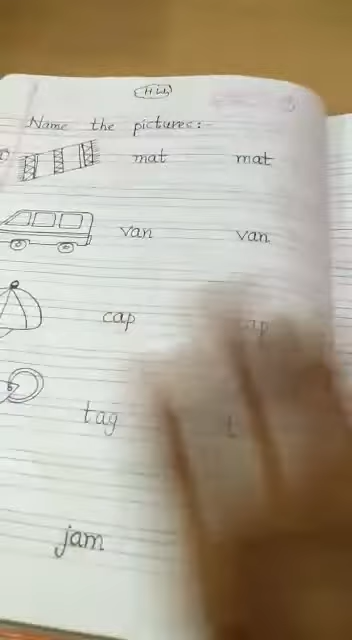 H.W
Name the pictures:-
mat mat
van van
cap
tag
jam